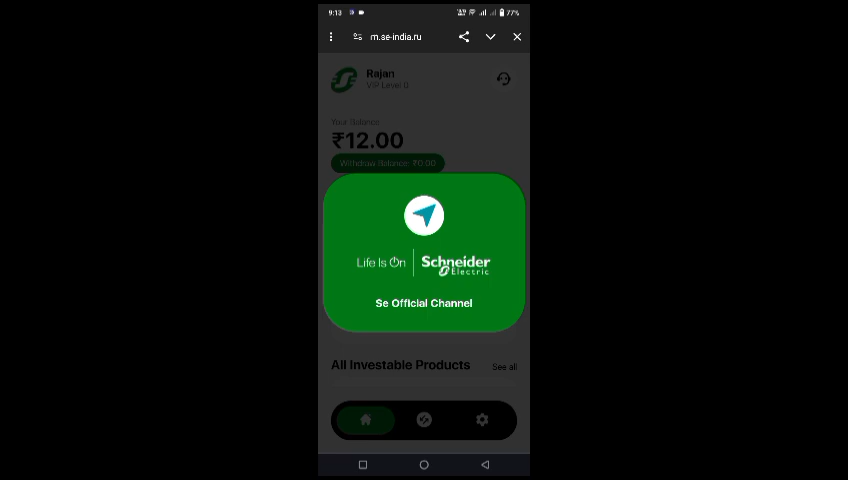 9:13
77%
m.se-india.ru
Rajan
VIP Level 0
Your Balance
₹12.00
Withdraw Balance: ₹0.00
Life Is On
Schneider
Electric
Se Official Channel
All Investable Products
See all